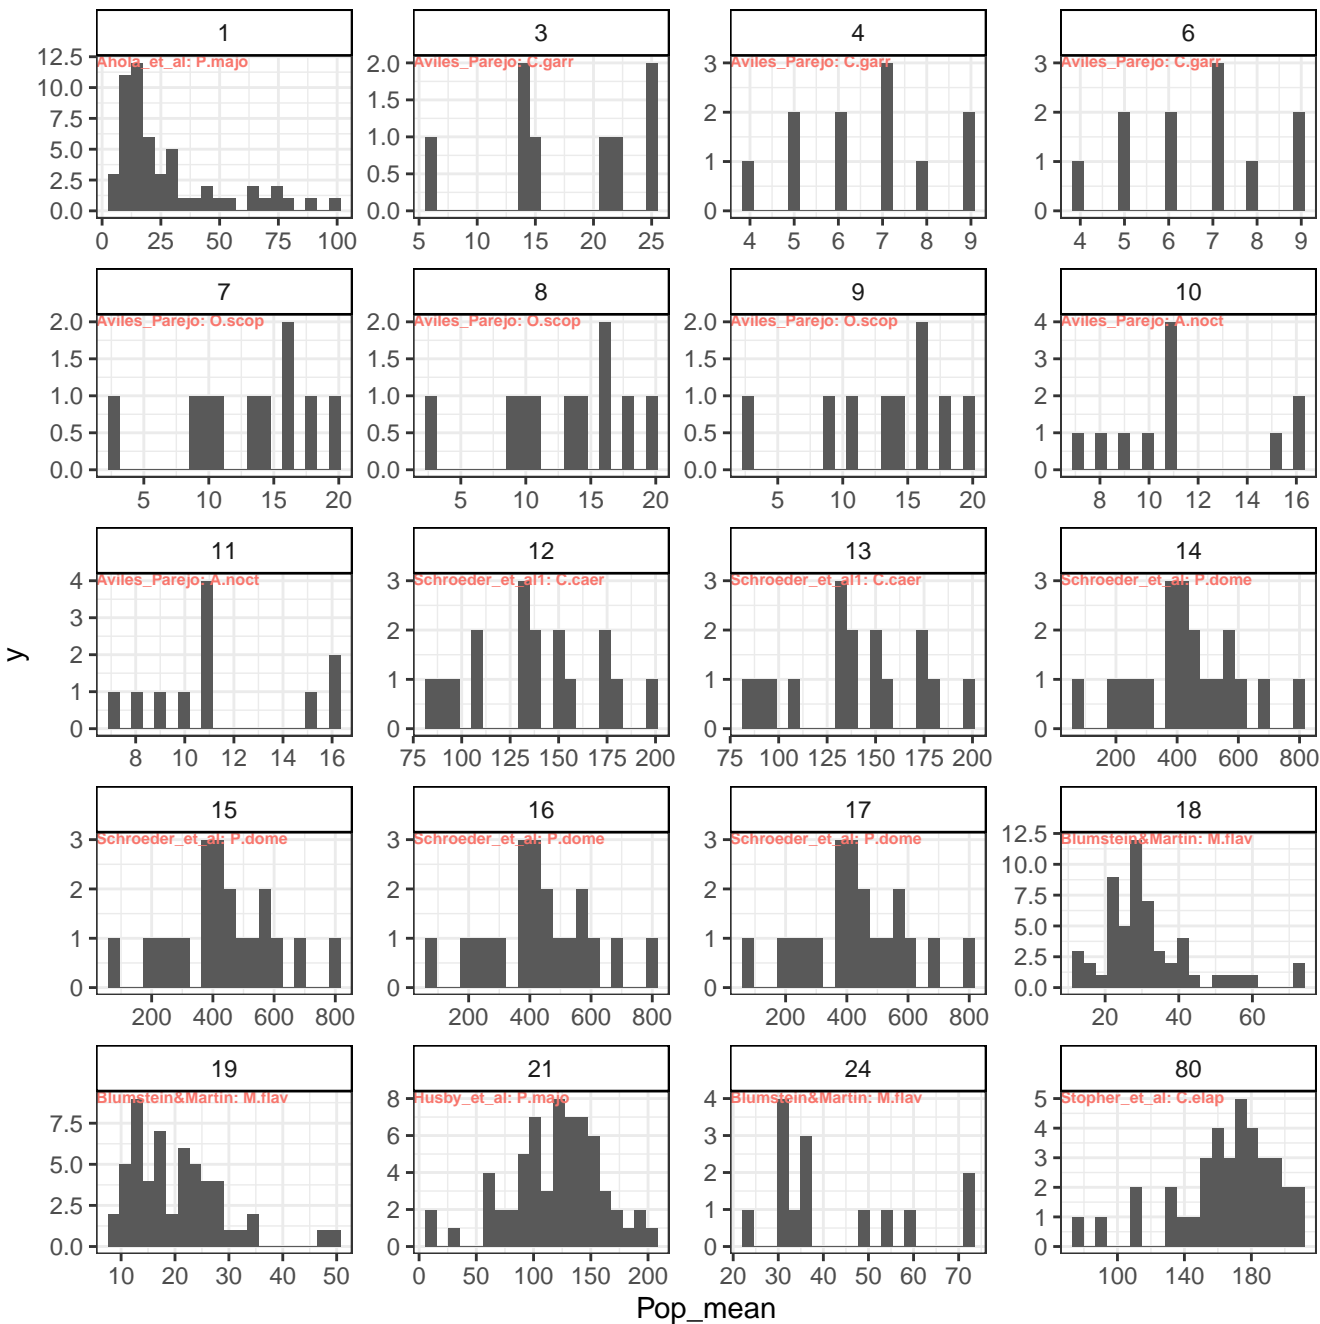 1 3 4 6
Ahola_et_al: P.majo Aviles_Parejo: C.garr Aviles_Parejo: C.garr Aviles_Parejo: C.garr
12.5 10.0 7.5 5.0 2.5 0.0
2.0 1.5 1.0 0.5 0.0
3 2 1 0
3 2 1 0
0 25 50 75 100
5 10 15 20 25
4 5 6 7 8 9
4 5 6 7 8 9
7 8 9 10
Aviles_Parejo: O.scop Aviles_Parejo: O.scop Aviles_Parejo: O.scop Aviles_Parejo: A.noct
2.0 1.5 1.0 0.5 0.0
2.0 1.5 1.0 0.5 0.0
2.0 1.5 1.0 0.5 0.0
4 3 2 1 0
5 10 15 20
5 10 15 20
5 10 15 20
8 10 12 14 16
11 12 13 14
Aviles_Parejo: A.noct Schroeder_et_al1: C.caer Schroeder_et_al1: C.caer Schroeder_et_al: P.dome
4 3 2 1 0
3 2 1 0
3 2 1 0
3 2 1 0
8 10 12 14 16
75 100 125 150 175 200
75 100 125 150 175 200
200 400 600 800
15 16 17 18
Schroeder_et_al: P.dome Schroeder_et_al: P.dome Schroeder_et_al: P.dome Blumstein&Martin: M.flav
3 2 1 0
3 2 1 0
3 2 1 0
12.5 10.0 7.5 5.0 2.5 0.0
200 400 600 800
200 400 600 800
200 400 600 800
20 40 60
19 21 24 80
Blumstein&Martin: M.flav Husby_et_al: P.majo Blumstein&Martin: M.flav Stopher_et_al: C.elap
7.5 5.0 2.5 0.0
8 6 4 2 0
4 3 2 1 0
5 4 3 2 1 0
10 20 30 40 50
0 50 100 150 200
20 30 40 50 60 70
100 140 180
y
Pop_mean